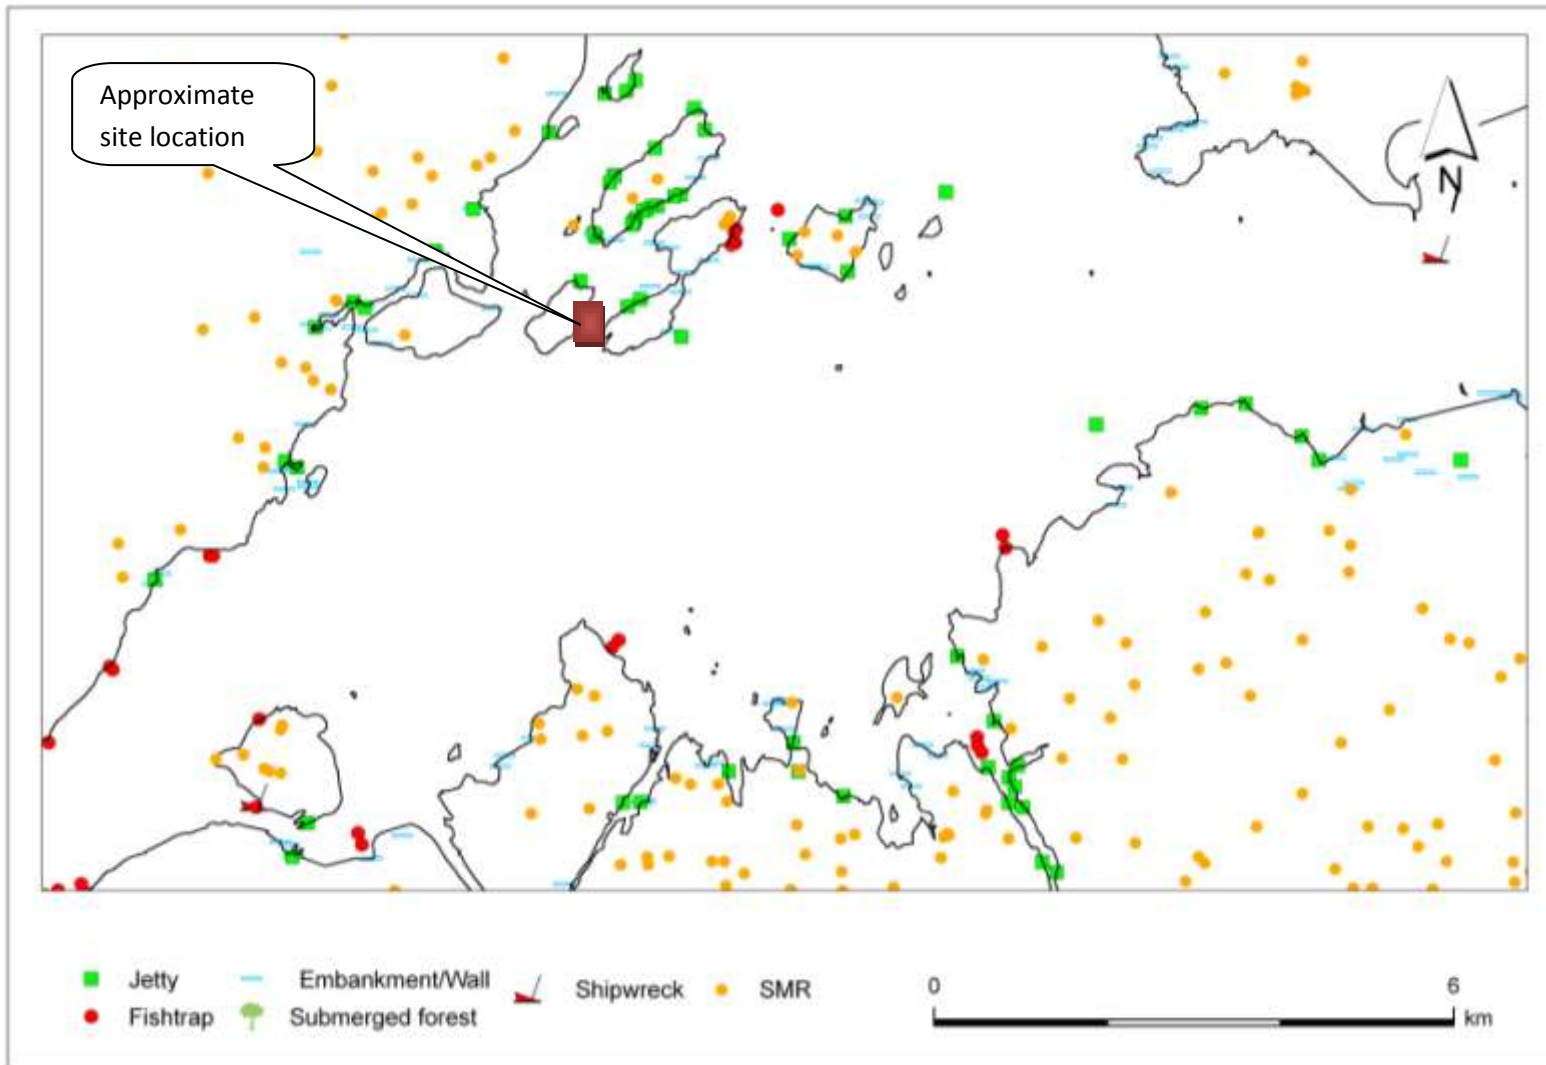 Approximate
site location
N
Jetty
Embankment/Wall
Shipwreck
SMR
Fishtrap
Submerged forest
0
6
km